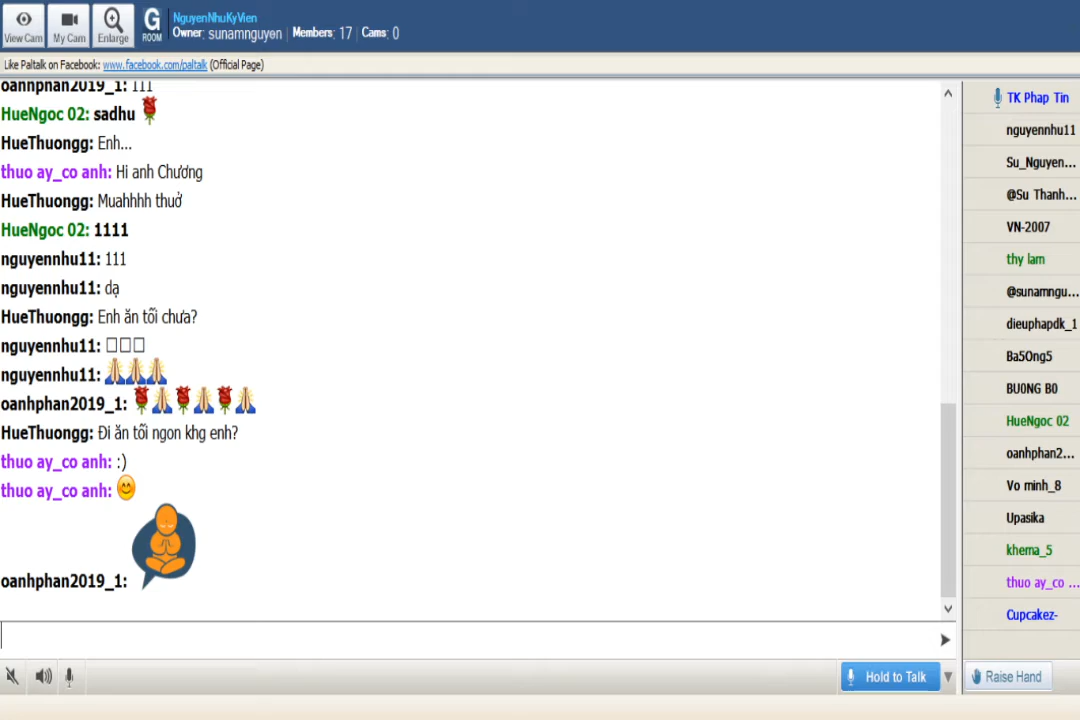 View Cam
My Cam
Enlarge
G
ROOM
NguyenNhuKyVien
Owner: sunamnguyen Members: 17 Cams: 0
Like Paltalk on Facebook: www.facebook.com/paltalk (Official Page)
oanhphan2019_1: 111
HueNgoc 02: sadhu
HueThuongg: Enh...
thuo ay_co anh: Hi anh Chương
HueThuongg: Muahhhh thuở
HueNgoc 02: 1111
nguyennhu11: 111
nguyennhu11: dạ
HueThuongg: Enh ăn tối chưa?
nguyennhu11: □□□
nguyennhu11: 🙏🙏🙏
oanhphan2019_1: 🌹🙏🌹🙏🌹🙏
HueThuongg: Đi ăn tối ngon khg enh?
thuo ay_co anh: :)
thuo ay_co anh: 😊
oanhphan2019_1:
TK Phap Tin
nguyennhu11
Su_Nguyen...
@Su Thanh...
VN-2007
thy lam
@sunamngu...
dieuphapdk_1
Ba5Ong5
BU0NG B0
HueNgoc 02
oanhphan2...
Vo minh_8
Upasika
khema_5
thuo ay_co ...
Cupcakez-
Hold to Talk
Raise Hand